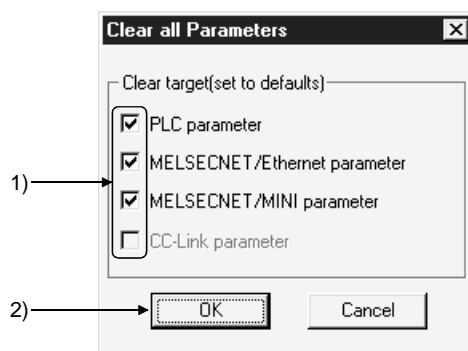 Clear all Parameters
Clear target(set to defaults)
PLC parameter
MELSECNET/Ethernet parameter
1)
MELSECNET/MINI parameter
CC-Link parameter
2)
OK Cancel